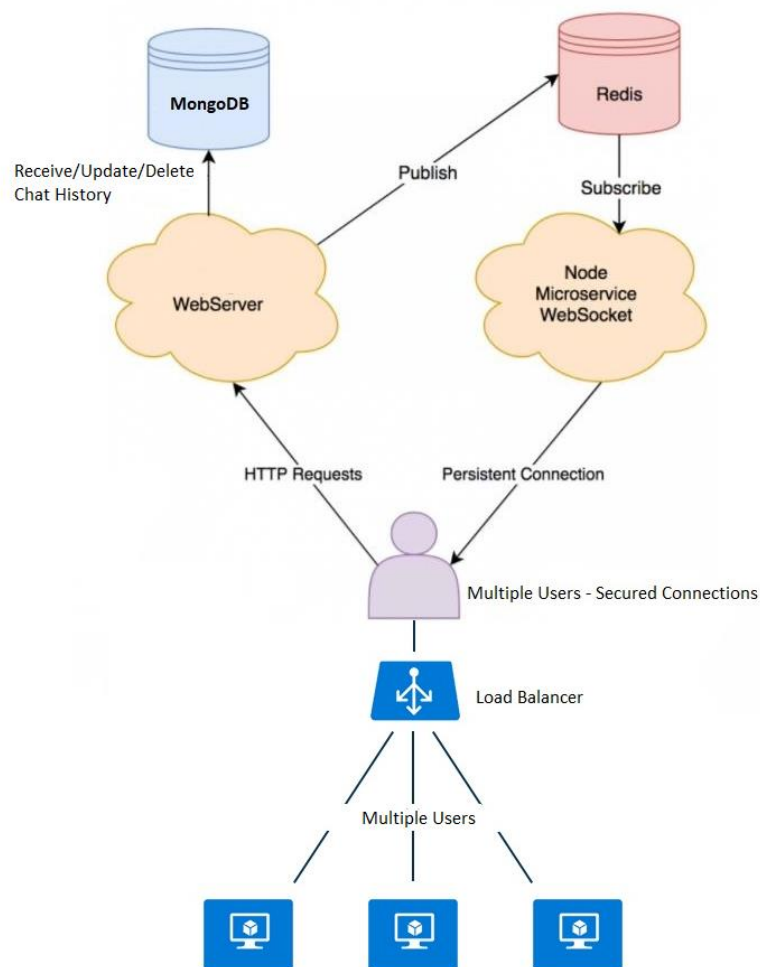 MongoDB
Redis
Receive/Update/Delete
Chat History
Publish
Subscribe
WebServer
Node
Microservice
WebSocket
HTTP Requests
Persistent Connection
Multiple Users - Secured Connections
Load Balancer
Multiple Users